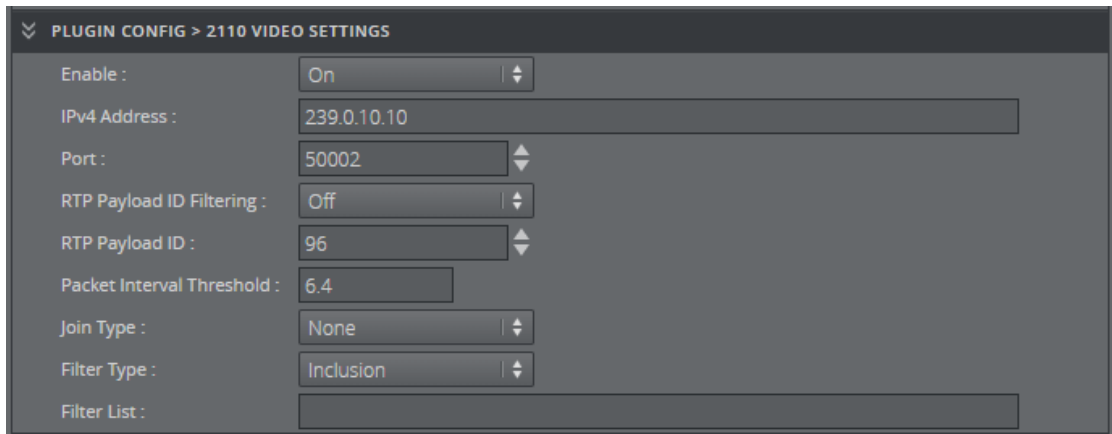 PLUGIN CONFIG > 2110 VIDEO SETTINGS
Enable : On
IPv4 Address : 239.0.10.10
Port : 50002
RTP Payload ID Filtering : Off
RTP Payload ID : 96
Packet Interval Threshold : 6.4
Join Type : None
Filter Type : Inclusion
Filter List :